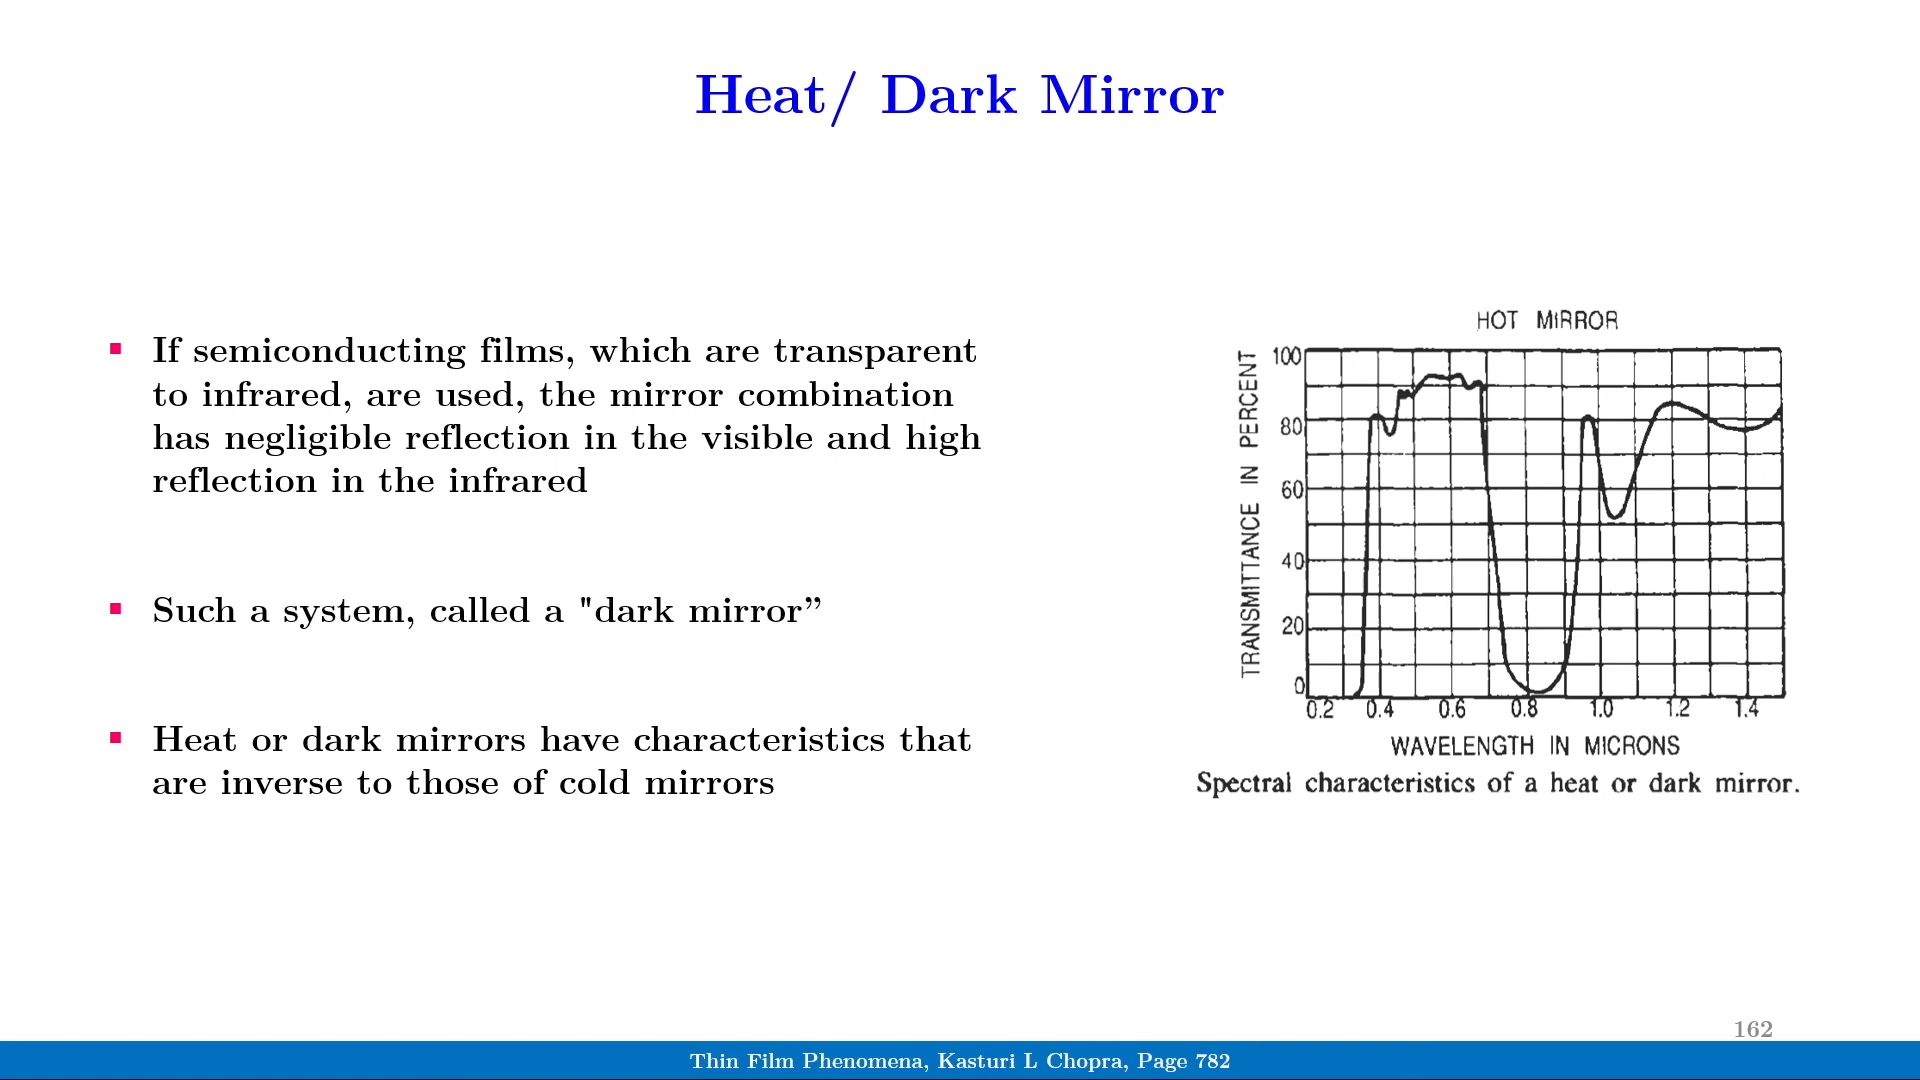 Heat/ Dark Mirror
▪ If semiconducting films, which are transparent
to infrared, are used, the mirror combination
has negligible reflection in the visible and high
reflection in the infrared
▪ Such a system, called a "dark mirror”
▪ Heat or dark mirrors have characteristics that
are inverse to those of cold mirrors
HOT MIRROR
TRANSMITTANCE IN PERCENT
100
80
60
40
20
0
0.2 0.4 0.6 0.8 1.0 1.2 1.4
WAVELENGTH IN MICRONS
Spectral characteristics of a heat or dark mirror.
162
Thin Film Phenomena, Kasturi L Chopra, Page 782